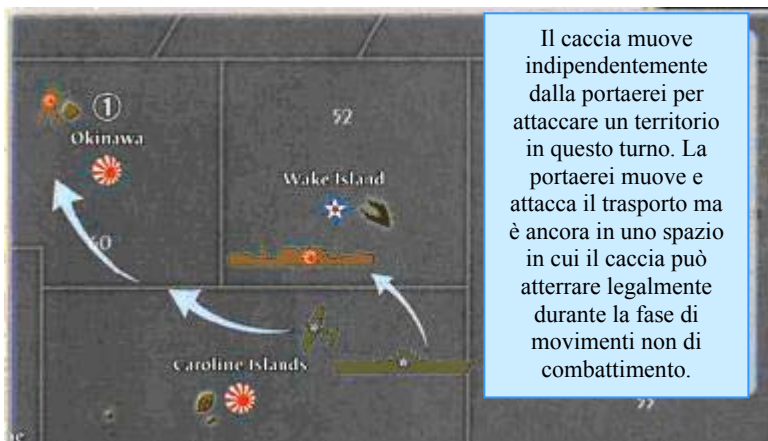 Il caccia muove
indipendentemente
dalla portaerei per
attaccare un territorio
in questo turno. La
portaerei muove e
attacca il trasporto ma
è ancora in uno spazio
in cui il caccia può
atterrare legalmente
durante la fase di
movimenti non di
combattimento.
1
Okinawa
52
Wake Island
60
Caroline Islands